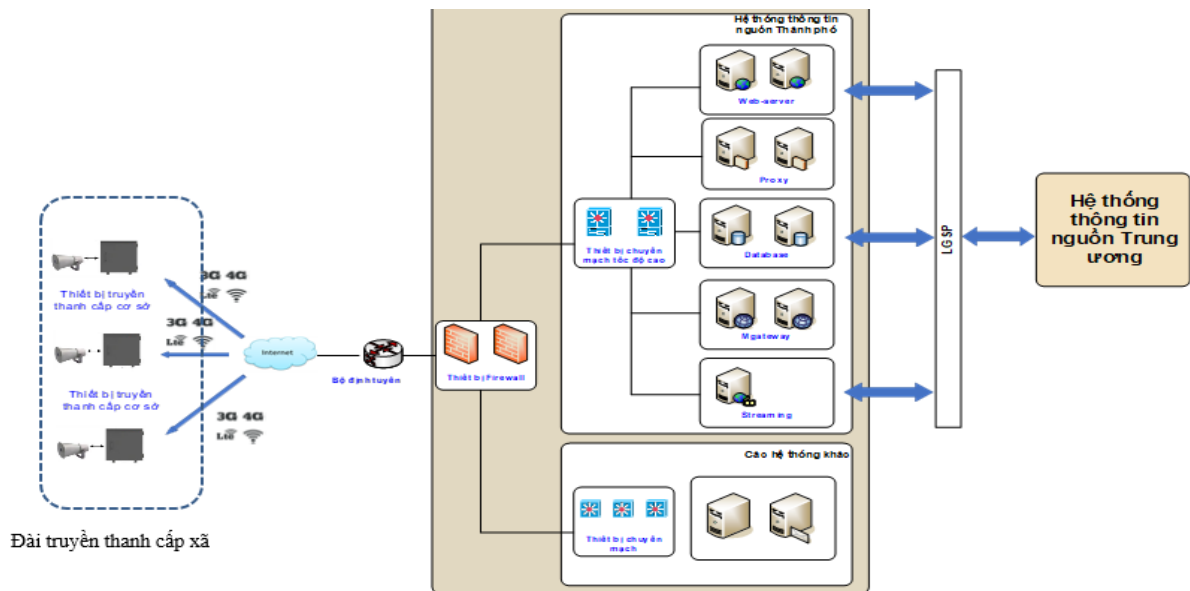 Hệ thống thông tin
nguồn Thành phố
Web-server
Proxy
Thiết bị chuyển
mạch tốc độ cao
Database
Mgateway
Streaming
LGSP
Hệ thống
thông tin
nguồn Trung
ương
3G 4G
Lte
Thiết bị truyền
thanh cấp cơ sở
3G 4G
Lte
Internet
Bộ định tuyến
Thiết bị Firewall
Thiết bị truyền
thanh cấp cơ sở
3G 4G
Lte
Các hệ thống khác
Thiết bị chuyển
mạch
Đài truyền thanh cấp xã